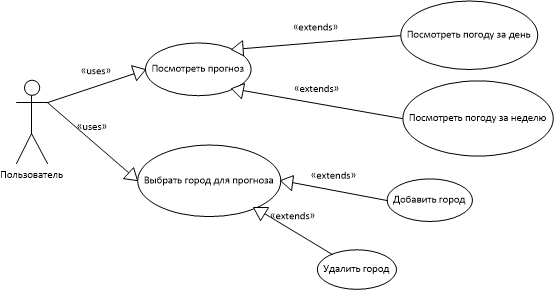 «extends»
Посмотреть погоду за день
«uses»
Посмотреть прогноз
«extends»
Посмотреть погоду за неделю
«uses»
Пользователь
Выбрать город для прогноза
«extends»
Добавить город
«extends»
Удалить город